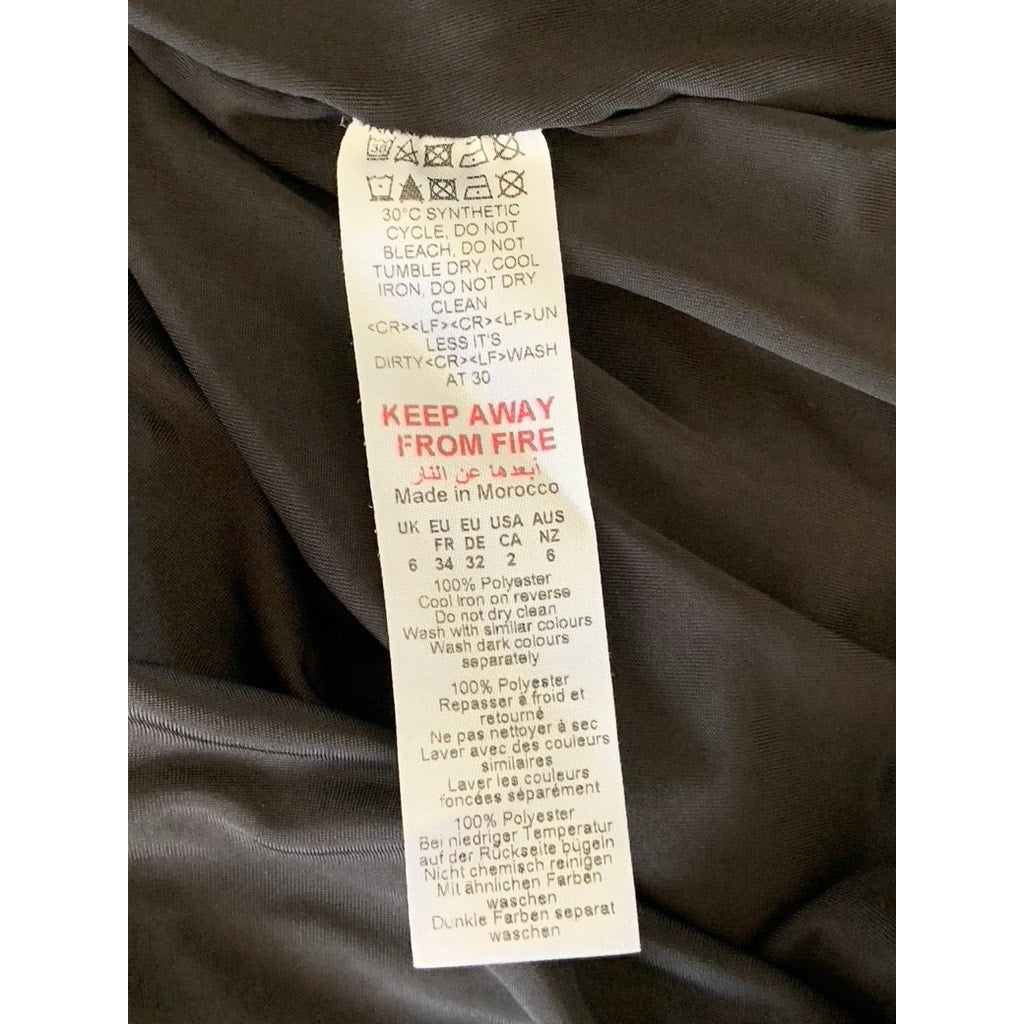 30
30°C SYNTHETIC
CYCLE, DO NOT
BLEACH, DO NOT
TUMBLE DRY, COOL
IRON, DO NOT DRY
CLEAN
<CR><LF><CR><LF>UN
LESS IT'S
DIRTY<CR><LF>WASH
AT 30
KEEP AWAY
FROM FIRE
أبعدها عن النار
Made in Morocco
UK EU EU USA AUS
FR DE CA NZ
6 34 32 2 6
100% Polyester
Cool Iron on reverse
Do not dry clean
Wash with similar colours
Wash dark colours
separately
100% Polyester
Repasser à froid et
retourné
Ne pas nettoyer à sec
Laver avec des couleurs
similaires
Laver les couleurs
foncées séparément
100% Polyester
Bei niedriger Temperatur
auf der Rückseite bügeln
Nicht chemisch reinigen
Mit ähnlichen Farben
waschen
Dunkle Farben separat
waschen